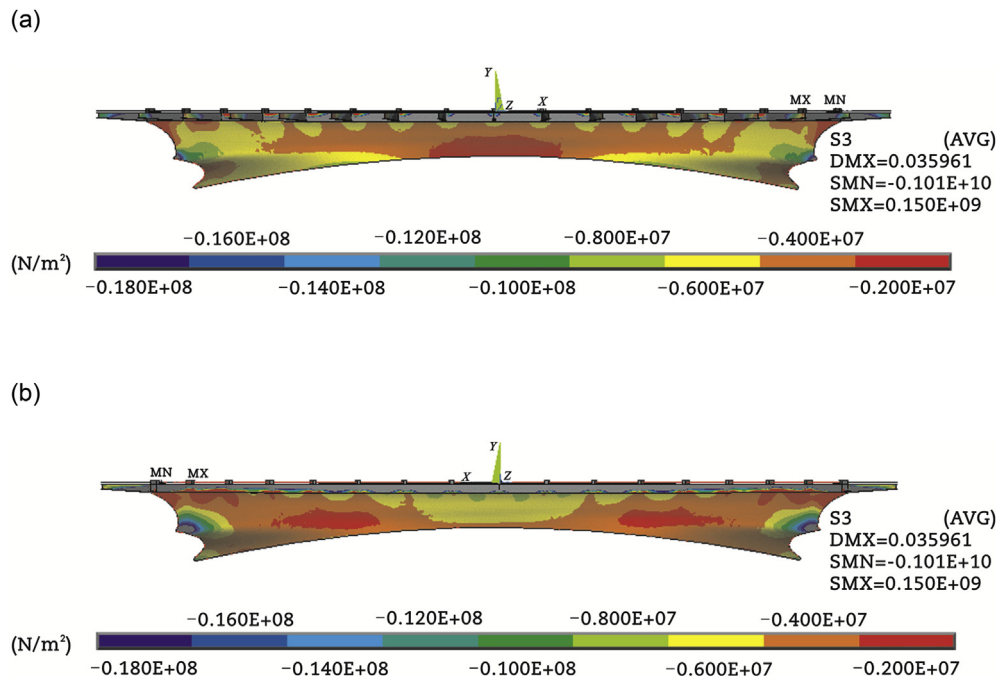 (a)
Y
Z X MX MN
S3 (AVG)
DMX=0.035961
SMN=-0.101E+10
SMX=0.150E+09
−0.160E+08 −0.120E+08 −0.800E+07 −0.400E+07
(N/m²)
−0.180E+08 −0.140E+08 −0.100E+08 −0.600E+07 −0.200E+07
(b)
Y
MN MX X Z
S3 (AVG)
DMX=0.035961
SMN=-0.101E+10
SMX=0.150E+09
−0.160E+08 −0.120E+08 −0.800E+07 −0.400E+07
(N/m²)
−0.180E+08 −0.140E+08 −0.100E+08 −0.600E+07 −0.200E+07